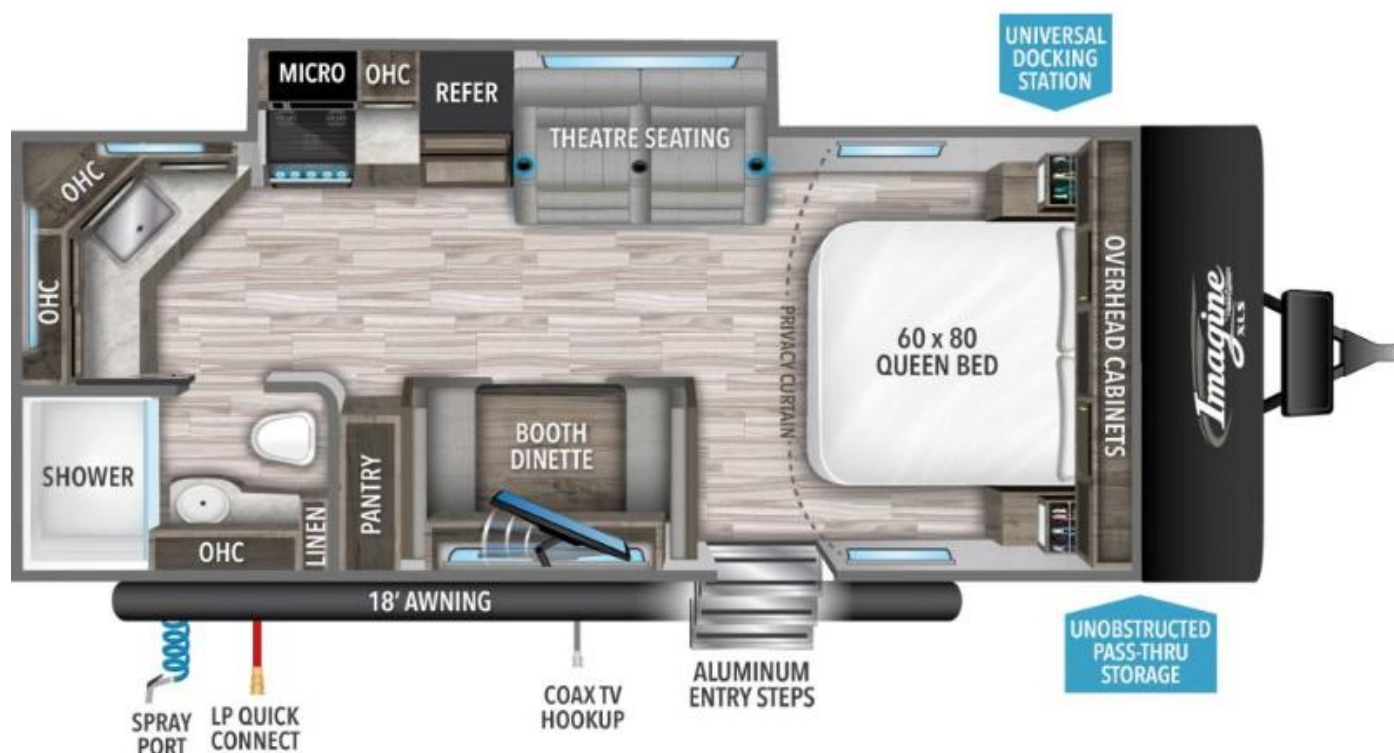 UNIVERSAL
DOCKING
STATION
MICRO
OHC
REFER
THEATRE SEATING
OHC
OHC
PRIVACY CURTAIN
60 x 80
QUEEN BED
OVERHEAD CABINETS
Imagine
XLS
SHOWER
OHC
LINEN
PANTRY
BOOTH
DINETTE
18' AWNING
UNOBSTRUCTED
PASS-THRU
STORAGE
SPRAY
PORT
LP QUICK
CONNECT
COAX TV
HOOKUP
ALUMINUM
ENTRY STEPS